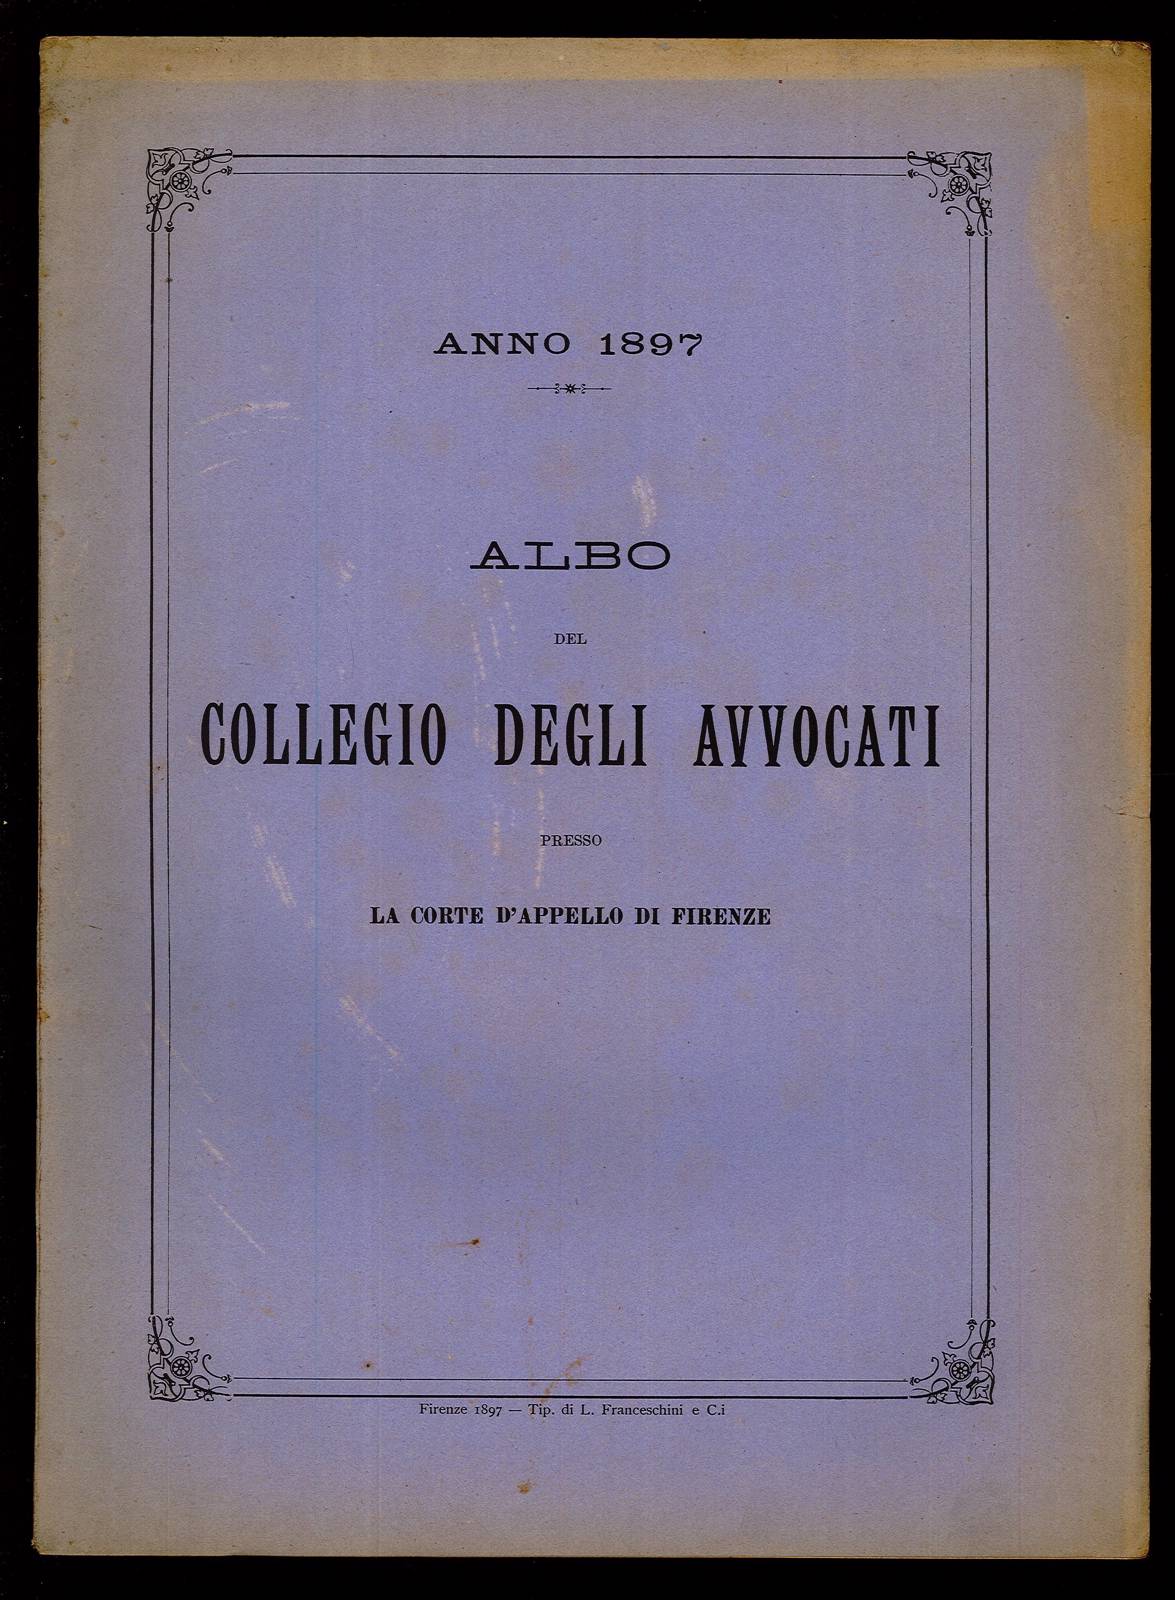 ANNO 1897
ALBO
DEL
COLLEGIO DEGLI AVVOCATI
PRESSO
LA CORTE D'APPELLO DI FIRENZE
Firenze 1897 — Tip. di L. Franceschini e C.i